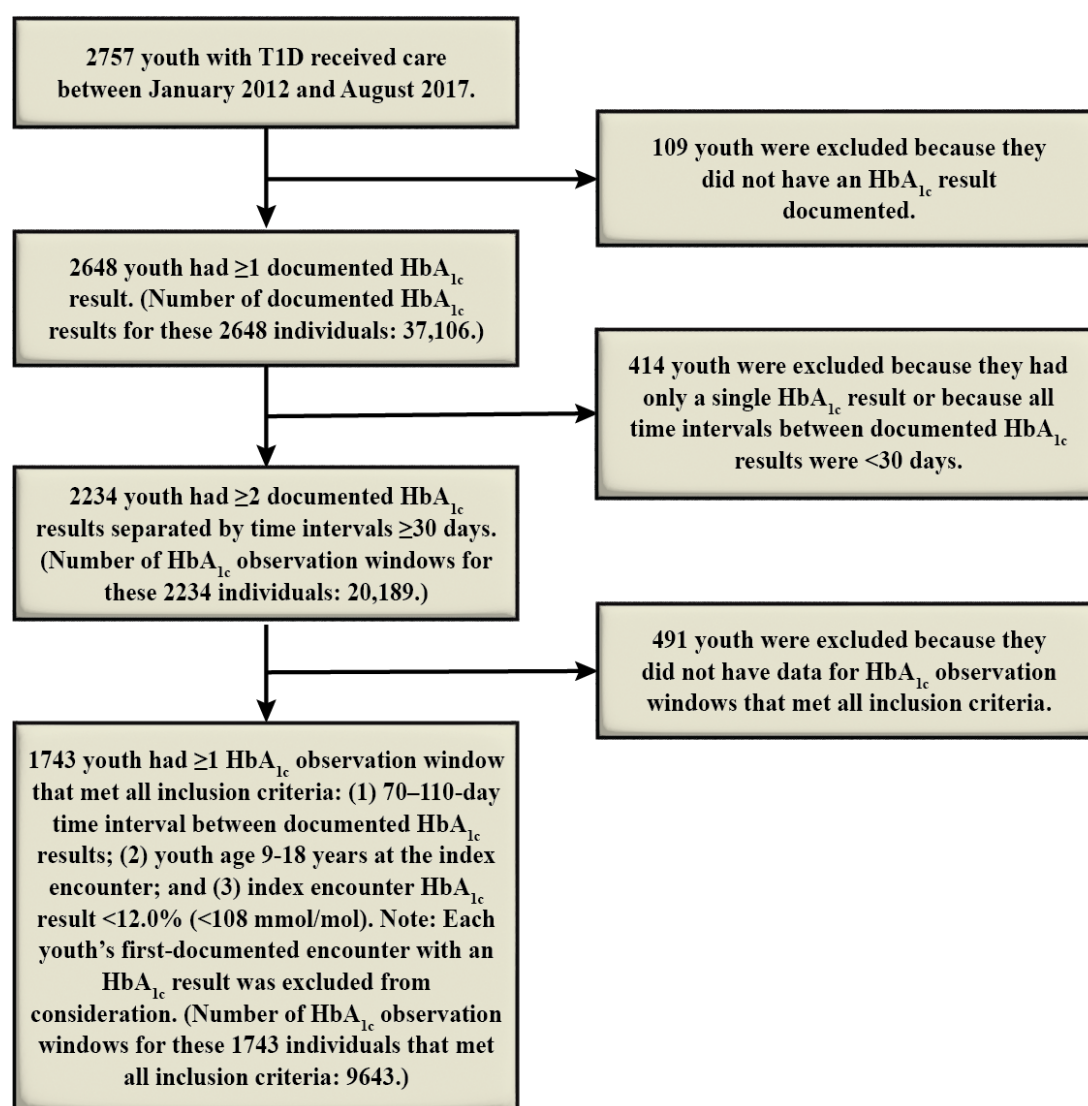 2757 youth with T1D received care
between January 2012 and August 2017.
109 youth were excluded because they
did not have an HbA1c result
documented.
2648 youth had ≥1 documented HbA1c
result. (Number of documented HbA1c
results for these 2648 individuals: 37,106.)
414 youth were excluded because they had
only a single HbA1c result or because all
time intervals between documented HbA1c
results were <30 days.
2234 youth had ≥2 documented HbA1c
results separated by time intervals ≥30 days.
(Number of HbA1c observation windows for
these 2234 individuals: 20,189.)
491 youth were excluded because they
did not have data for HbA1c observation
windows that met all inclusion criteria.
1743 youth had ≥1 HbA1c observation window
that met all inclusion criteria: (1) 70–110-day
time interval between documented HbA1c
results; (2) youth age 9-18 years at the index
encounter; and (3) index encounter HbA1c
result <12.0% (<108 mmol/mol). Note: Each
youth’s first-documented encounter with an
HbA1c result was excluded from
consideration. (Number of HbA1c observation
windows for these 1743 individuals that met
all inclusion criteria: 9643.)